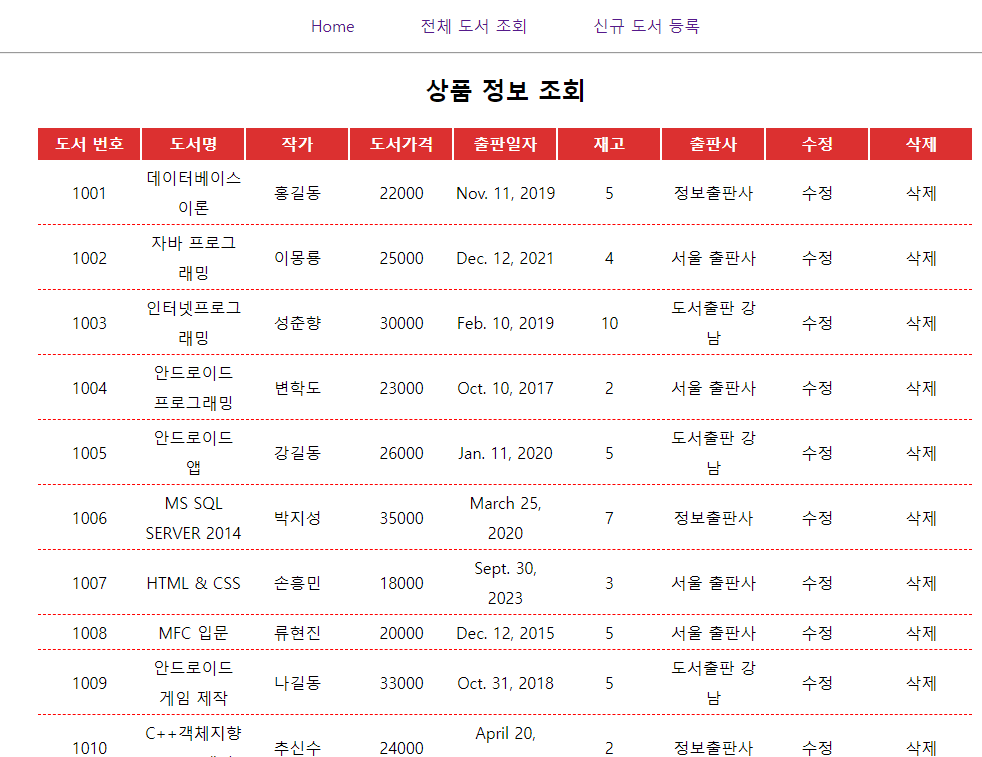 Home 전체 도서 조회 신규 도서 등록
상품 정보 조회
도서 번호 도서명 작가 도서가격 출판일자 재고 출판사 수정 삭제
1001 데이터베이스 이론 홍길동 22000 Nov. 11, 2019 5 정보출판사 수정 삭제
1002 자바 프로그래밍 이몽룡 25000 Dec. 12, 2021 4 서울 출판사 수정 삭제
1003 인터넷프로그래밍 성춘향 30000 Feb. 10, 2019 10 도서출판 강남 수정 삭제
1004 안드로이드 프로그래밍 변학도 23000 Oct. 10, 2017 2 서울 출판사 수정 삭제
1005 안드로이드 앱 강길동 26000 Jan. 11, 2020 5 도서출판 강남 수정 삭제
1006 MS SQL SERVER 2014 박지성 35000 March 25, 2020 7 정보출판사 수정 삭제
1007 HTML & CSS 손흥민 18000 Sept. 30, 2023 3 서울 출판사 수정 삭제
1008 MFC 입문 류현진 20000 Dec. 12, 2015 5 서울 출판사 수정 삭제
1009 안드로이드 게임 제작 나길동 33000 Oct. 31, 2018 5 도서출판 강남 수정 삭제
1010 C++객체지향 추신수 24000 April 20, 2 정보출판사 수정 삭제